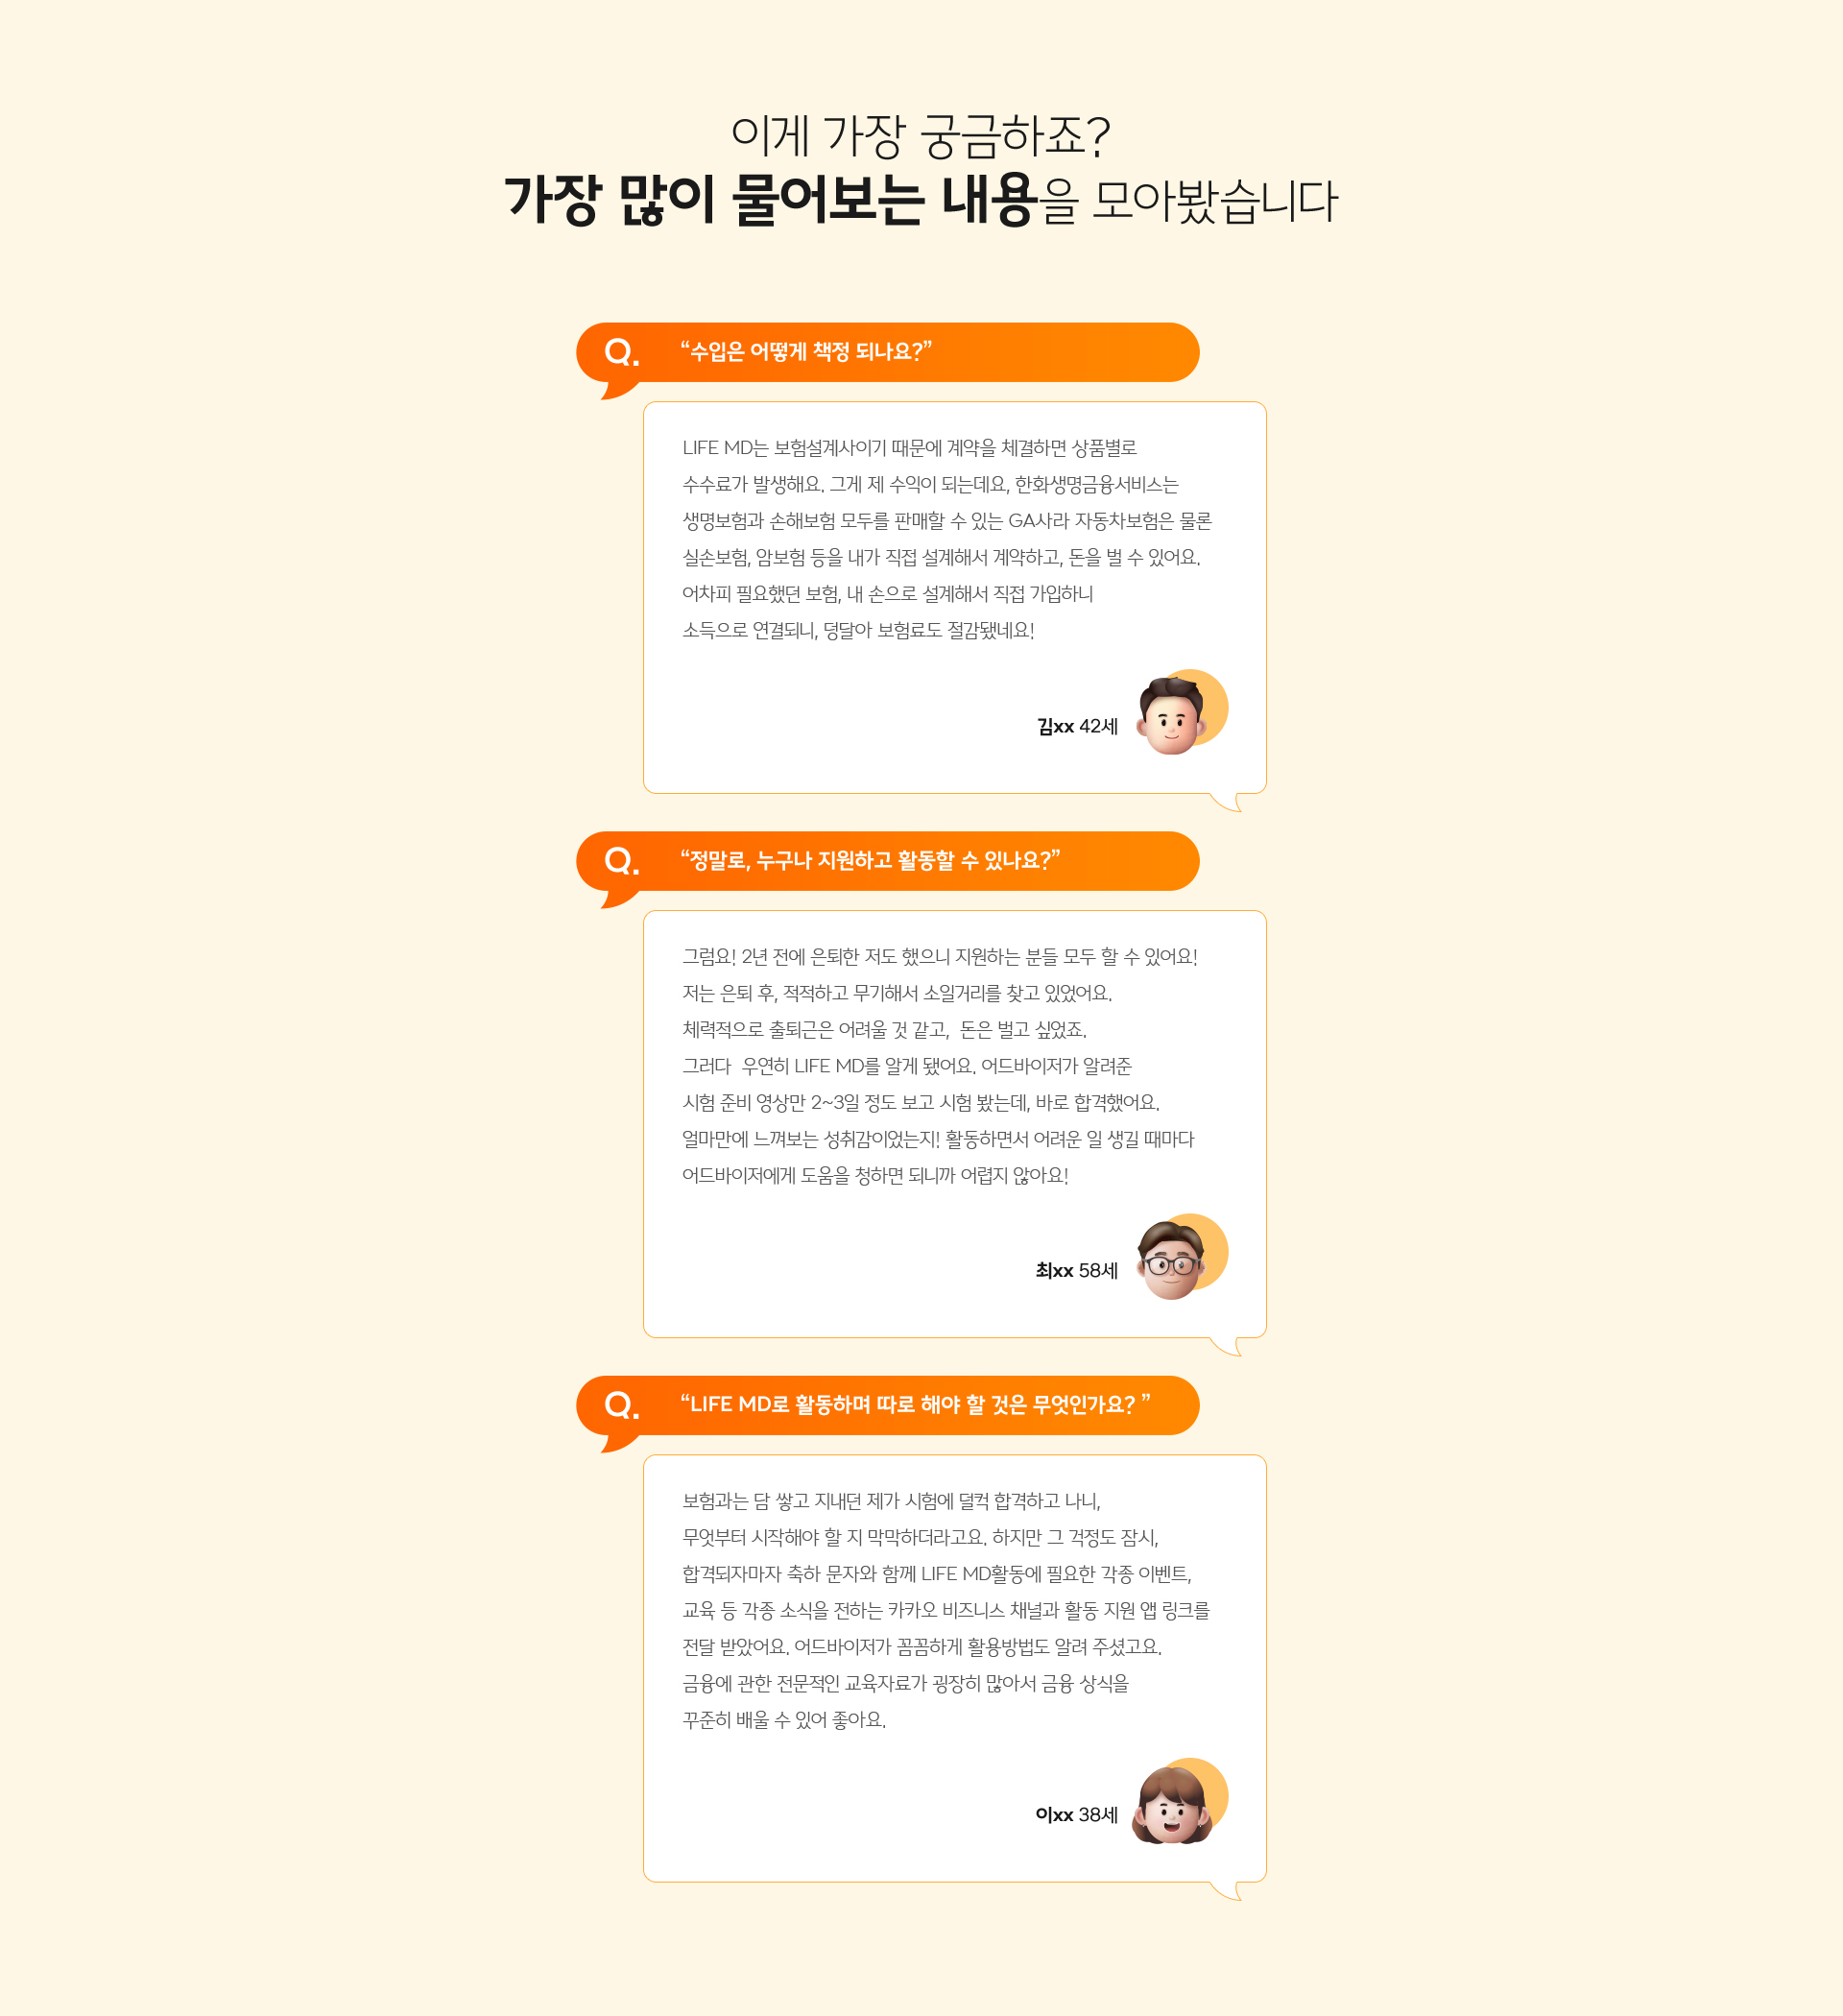 이게 가장 궁금하죠?
가장 많이 물어보는 내용을 모아봤습니다
Q. “수입은 어떻게 책정 되나요?”
LIFE MD는 보험설계사이기 때문에 계약을 체결하면 상품별로
수수료가 발생해요. 그게 제 수익이 되는데요, 한화생명금융서비스는
생명보험과 손해보험 모두를 판매할 수 있는 GA사라 자동차보험은 물론
실손보험, 암보험 등을 내가 직접 설계해서 계약하고, 돈을 벌 수 있어요.
어차피 필요했던 보험, 내 손으로 설계해서 직접 가입하니
소득으로 연결되니, 덩달아 보험료도 절감됐네요!
김xx 42세
Q. “정말로, 누구나 지원하고 활동할 수 있나요?”
그럼요! 2년 전에 은퇴한 저도 했으니 지원하는 분들 모두 할 수 있어요!
저는 은퇴 후, 적적하고 무기해서 소일거리를 찾고 있었어요.
체력적으로 출퇴근은 어려울 것 같고,  돈은 벌고 싶었죠.
그러다  우연히 LIFE MD를 알게 됐어요. 어드바이저가 알려준
시험 준비 영상만 2~3일 정도 보고 시험 봤는데, 바로 합격했어요.
얼마만에 느껴보는 성취감이었는지! 활동하면서 어려운 일 생길 때마다
어드바이저에게 도움을 청하면 되니까 어렵지 않아요!
최xx 58세
Q. “LIFE MD로 활동하며 따로 해야 할 것은 무엇인가요? ”
보험과는 담 쌓고 지내던 제가 시험에 덜컥 합격하고 나니,
무엇부터 시작해야 할 지 막막하더라고요. 하지만 그 걱정도 잠시,
합격되자마자 축하 문자와 함께 LIFE MD활동에 필요한 각종 이벤트,
교육 등 각종 소식을 전하는 카카오 비즈니스 채널과 활동 지원 앱 링크를
전달 받았어요. 어드바이저가 꼼꼼하게 활용방법도 알려 주셨고요.
금융에 관한 전문적인 교육자료가 굉장히 많아서 금융 상식을
꾸준히 배울 수 있어 좋아요.
이xx 38세